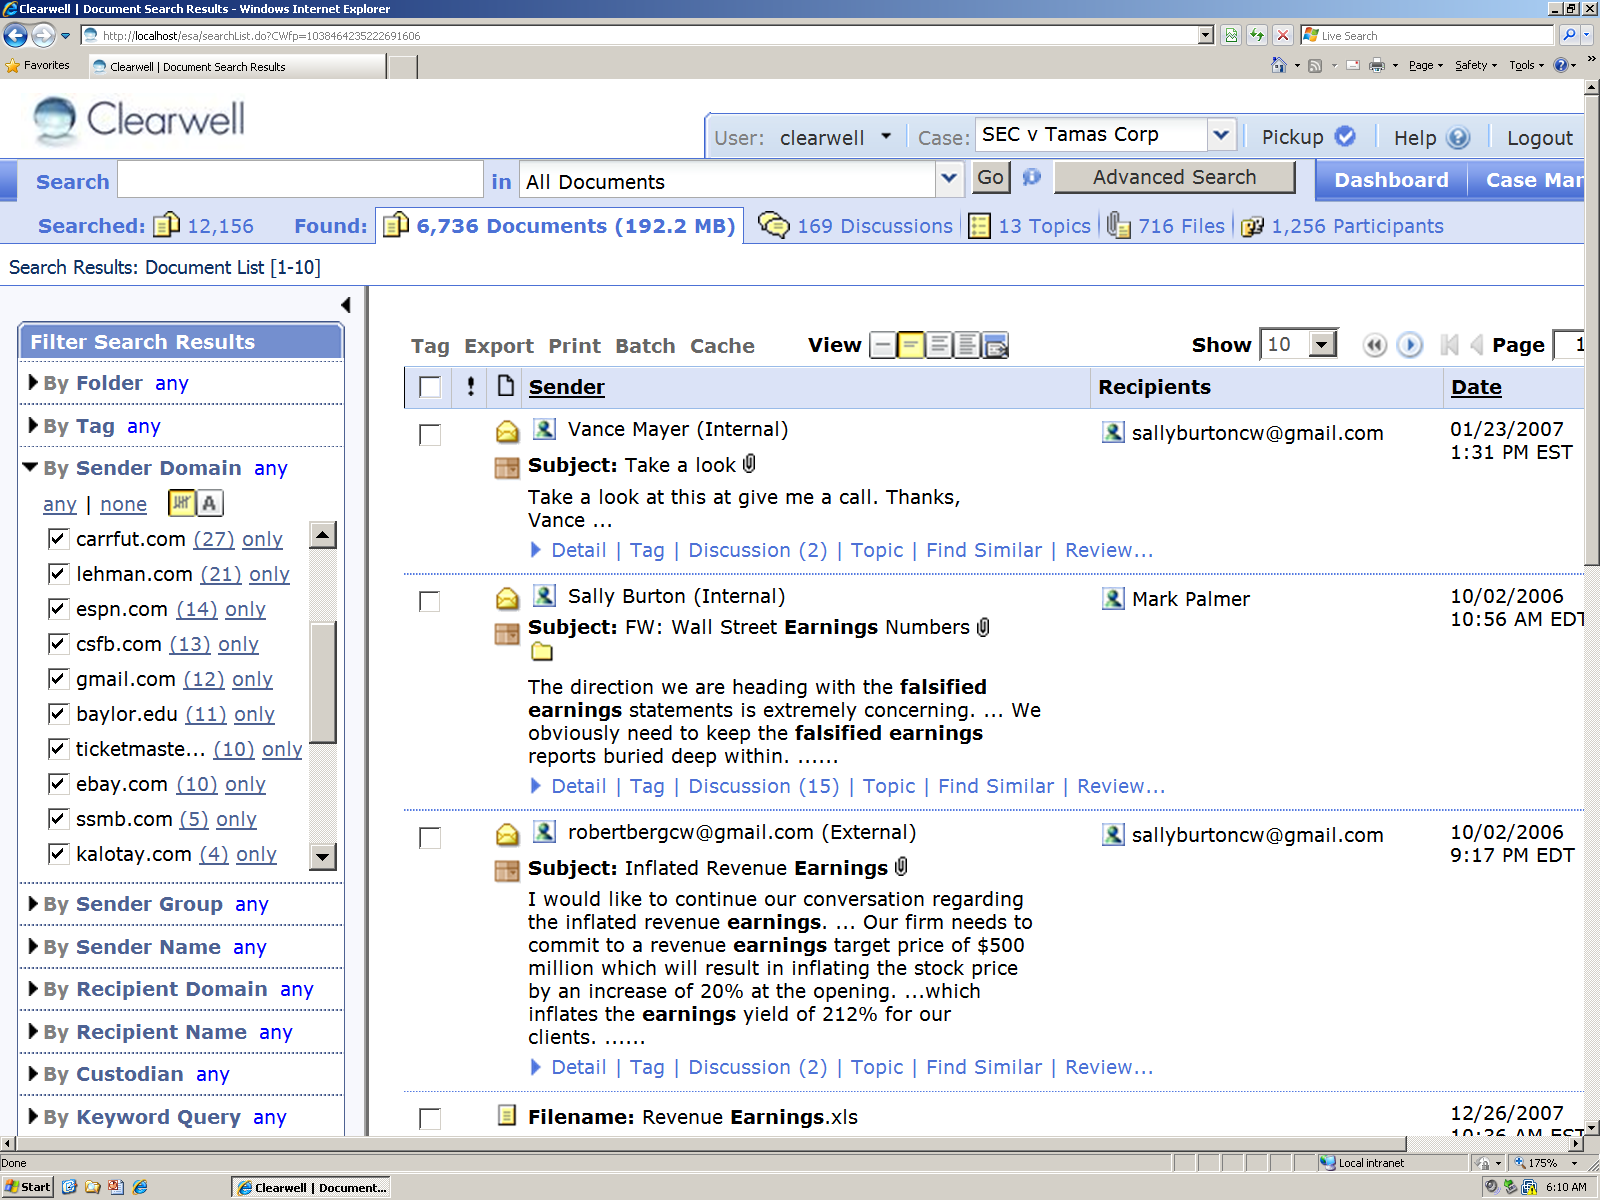 Clearwell | Document Search Results - Windows Internet Explorer
http://localhost/esa/searchList.do?CWfp=1038464235222691606
Live Search
Favorites
Clearwell | Document Search Results
Page
Safety
Tools
Clearwell
User: clearwell
Case: SEC v Tamas Corp
Pickup
Help
Logout
Search
in All Documents
Go
Advanced Search
Dashboard
Case Mar
Searched: 12,156
Found: 6,736 Documents (192.2 MB)
169 Discussions
13 Topics
716 Files
1,256 Participants
Search Results: Document List [1-10]
Filter Search Results
By Folder any
By Tag any
By Sender Domain any
any | none A
carrfut.com (27) only
lehman.com (21) only
espn.com (14) only
csfb.com (13) only
gmail.com (12) only
baylor.edu (11) only
ticketmaste... (10) only
ebay.com (10) only
ssmb.com (5) only
kalotay.com (4) only
By Sender Group any
By Sender Name any
By Recipient Domain any
By Recipient Name any
By Custodian any
By Keyword Query any
Tag Export Print Batch Cache
View
Show 10
Page 1
! Sender
Recipients
Date
Vance Mayer (Internal)
sallyburtoncw@gmail.com
01/23/2007
1:31 PM EST
Subject: Take a look
Take a look at this at give me a call. Thanks,
Vance ...
Detail | Tag | Discussion (2) | Topic | Find Similar | Review...
Sally Burton (Internal)
Mark Palmer
10/02/2006
10:56 AM EDT
Subject: FW: Wall Street Earnings Numbers
The direction we are heading with the falsified
earnings statements is extremely concerning. ... We
obviously need to keep the falsified earnings
reports buried deep within. ......
Detail | Tag | Discussion (15) | Topic | Find Similar | Review...
robertbergcw@gmail.com (External)
sallyburtoncw@gmail.com
10/02/2006
9:17 PM EDT
Subject: Inflated Revenue Earnings
I would like to continue our conversation regarding
the inflated revenue earnings. ... Our firm needs to
commit to a revenue earnings target price of $500
million which will result in inflating the stock price
by an increase of 20% at the opening. ...which
inflates the earnings yield of 212% for our
clients. ......
Detail | Tag | Discussion (2) | Topic | Find Similar | Review...
Filename: Revenue Earnings.xls
12/26/2007
10:36 AM EST
Done
Local intranet
175%
Start
Clearwell | Document...
6:10 AM